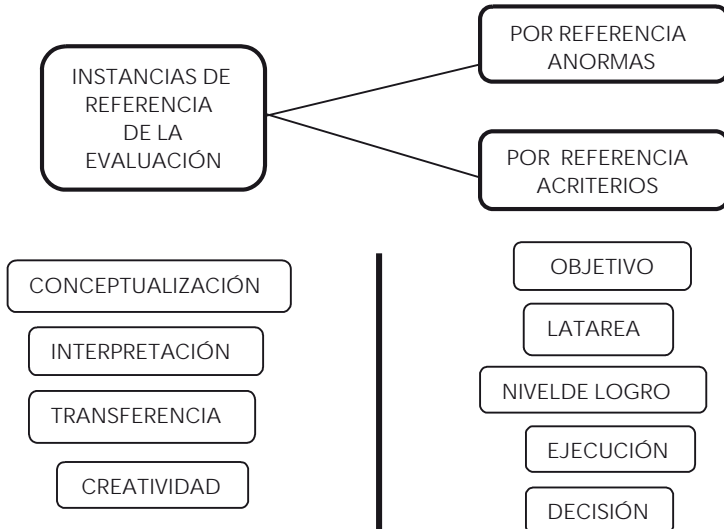 INSTANCIAS DE
REFERENCIA
DE LA
EVALUACIÓN
POR REFERENCIA
ANORMAS
POR REFERENCIA
ACRITERIOS
CONCEPTUALIZACIÓN
INTERPRETACIÓN
TRANSFERENCIA
CREATIVIDAD
OBJETIVO
LATAREA
NIVELDE LOGRO
EJECUCIÓN
DECISIÓN